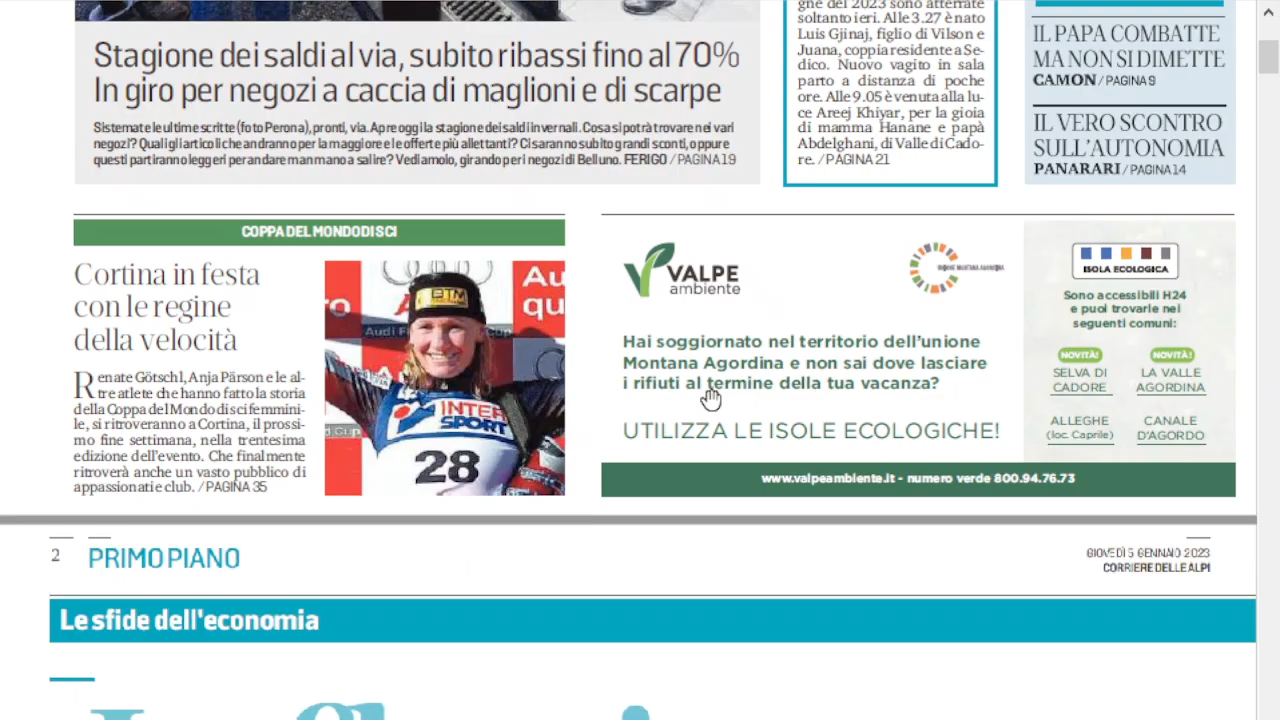 Stagione dei saldi al via, subito ribassi fino al 70%
In giro per negozi a caccia di maglioni e di scarpe
Sistemate le ultime scritte (foto Perona), pronti, via. Apre oggi la stagione dei saldi invernali. Cosa si potrà trovare nei vari
negozi? Quali gli articoli che andranno per la maggiore e le offerte più allettanti? Ci saranno subito grandi sconti, oppure
questi partiranno leggeri per andare man mano a salire? Vediamolo, girando per i negozi di Belluno. FERIGO / PAGINA 19
gne del 2023 sono atterrate
soltanto ieri. Alle 3.27 è nato
Luis Gjinaj, figlio di Vilson e
Juana, coppia residente a Se-
dico. Nuovo vagito in sala
parto a distanza di poche
ore. Alle 9.05 è venuta alla lu-
ce Areej Khiyar, per la gioia
di mamma Hanane e papà
Abdelghani, di Valle di Cado-
re. / PAGINA 21
IL PAPA COMBATTE
MA NON SI DIMETTE
CAMON / PAGINA 9
IL VERO SCONTRO
SULL'AUTONOMIA
PANARARI / PAGINA 14
COPPA DEL MONDO DI SCI
Cortina in festa
con le regine
della velocità
Renate Götschl, Anja Pärson e le al-
tre atlete che hanno fatto la storia
della Coppa del Mondo di sci femmini-
le, si ritroveranno a Cortina, il prossi-
mo fine settimana, nella trentesima
edizione dell'evento. Che finalmente
ritroverà anche un vasto pubblico di
appassionati e club. / PAGINA 35
Au
qu
ro
BTM
Audi
Cup
d Cup
INTER
SPORT
28
VALPE
ambiente
UNIONE MONTANA AGORDINA
Hai soggiornato nel territorio dell'unione
Montana Agordina e non sai dove lasciare
i rifiuti al termine della tua vacanza?
UTILIZZA LE ISOLE ECOLOGICHE!
ISOLA ECOLOGICA
Sono accessibili H24
e puoi trovarle nei
seguenti comuni:
NOVITÀ! NOVITÀ!
SELVA DI CADORE
LA VALLE AGORDINA
ALLEGHE (loc. Caprile)
CANALE D'AGORDO
www.valpeambiente.it - numero verde 800.94.76.73
2 PRIMO PIANO
GIOVEDÌ 5 GENNAIO 2023
CORRIERE DELLE ALPI
Le sfide dell'economia